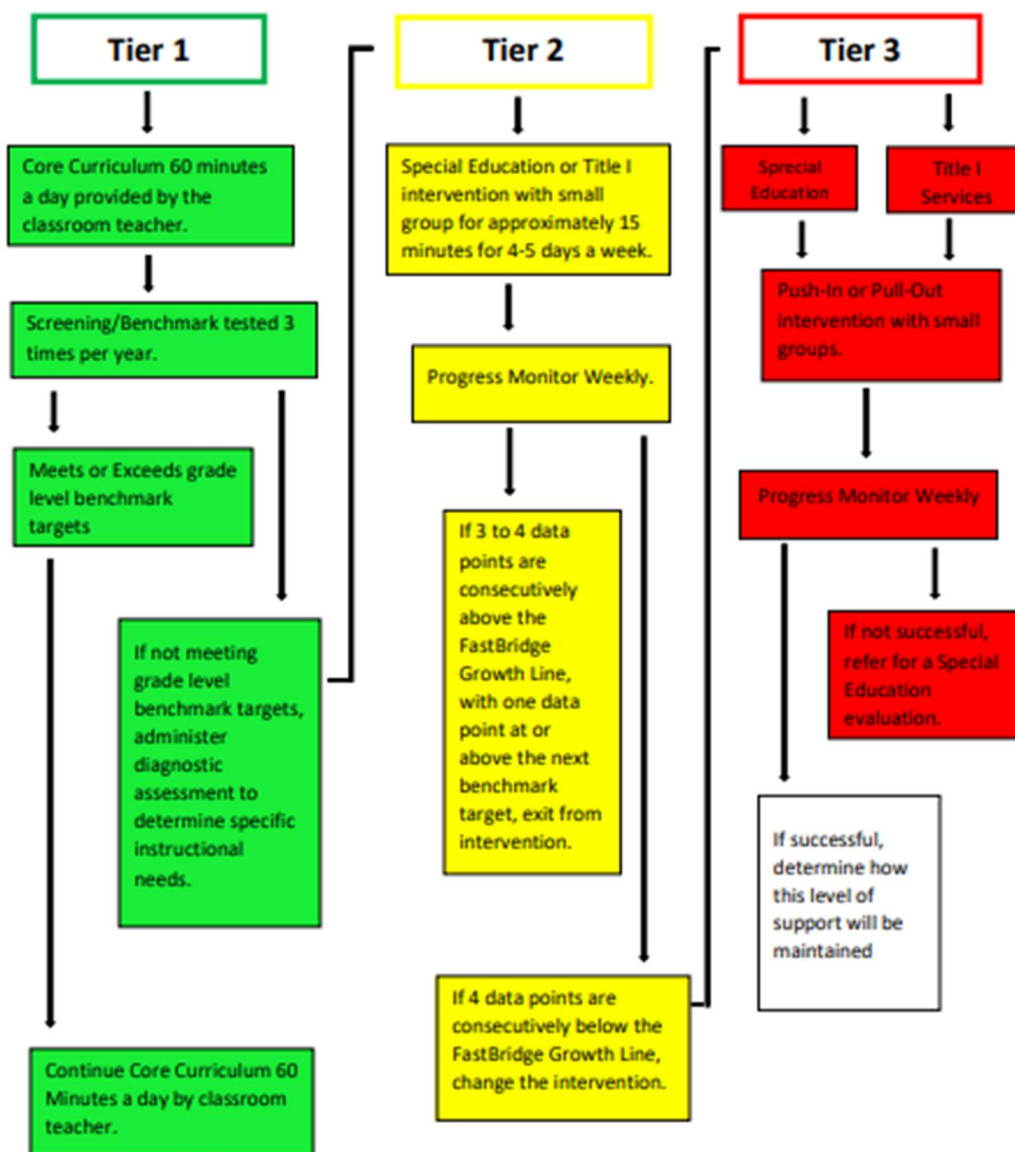 Tier 1
Core Curriculum 60 minutes
a day provided by the
classroom teacher.
Screening/Benchmark tested 3
times per year.
Meets or Exceeds grade
level benchmark
targets
If not meeting
grade level
benchmark targets,
administer
diagnostic
assessment to
determine specific
instructional
needs.
Continue Core Curriculum 60
Minutes a day by classroom
teacher.
Tier 2
Special Education or Title I
intervention with small
group for approximately 15
minutes for 4-5 days a week.
Progress Monitor Weekly.
If 3 to 4 data
points are
consecutively
above the
FastBridge
Growth Line,
with one data
point at or
above the next
benchmark
target, exit from
intervention.
If 4 data points are
consecutively below the
FastBridge Growth Line,
change the intervention.
Tier 3
Sprecial
Education
Title I
Services
Push-In or Pull-Out
intervention with small
groups.
Progress Monitor Weekly
If not successful,
refer for a Special
Education
evaluation.
If successful,
determine how
this level of
support will be
maintained